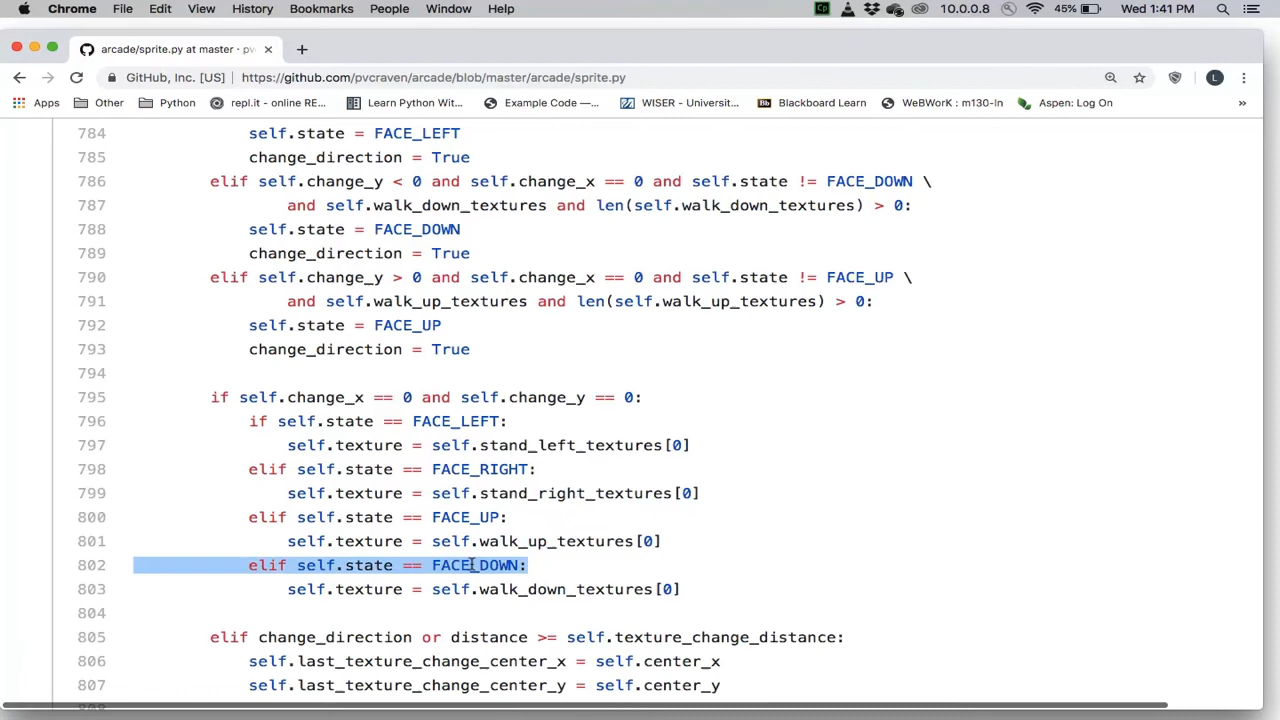 Chrome File Edit View History Bookmarks People Window Help 10.0.0.8 45% Wed 1:41 PM
arcade/sprite.py at master · pv
GitHub, Inc. [US] https://github.com/pvcraven/arcade/blob/master/arcade/sprite.py L
Apps Other Python repl.it - online RE... Learn Python Wit... Example Code —... WISER - Universit... Bb Blackboard Learn WeBWorK : m130-ln Aspen: Log On »
784 self.state = FACE_LEFT
785 change_direction = True
786 elif self.change_y < 0 and self.change_x == 0 and self.state != FACE_DOWN \
787 and self.walk_down_textures and len(self.walk_down_textures) > 0:
788 self.state = FACE_DOWN
789 change_direction = True
790 elif self.change_y > 0 and self.change_x == 0 and self.state != FACE_UP \
791 and self.walk_up_textures and len(self.walk_up_textures) > 0:
792 self.state = FACE_UP
793 change_direction = True
794
795 if self.change_x == 0 and self.change_y == 0:
796 if self.state == FACE_LEFT:
797 self.texture = self.stand_left_textures[0]
798 elif self.state == FACE_RIGHT:
799 self.texture = self.stand_right_textures[0]
800 elif self.state == FACE_UP:
801 self.texture = self.walk_up_textures[0]
802 elif self.state == FACE_DOWN:
803 self.texture = self.walk_down_textures[0]
804
805 elif change_direction or distance >= self.texture_change_distance:
806 self.last_texture_change_center_x = self.center_x
807 self.last_texture_change_center_y = self.center_y